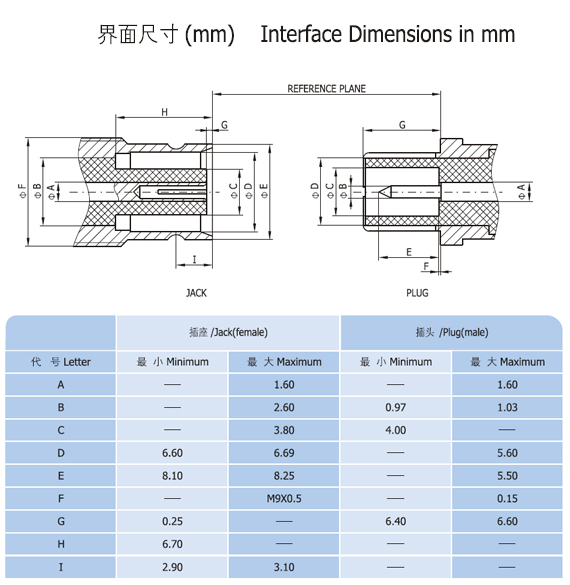 界面尺寸 (mm) Interface Dimensions in mm
REFERENCE PLANE
H
G
G
ΦF
ΦB
ΦA
ΦC
ΦD
ΦE
ΦD
ΦC
ΦB
ΦA
I
E
F
JACK
PLUG
插座 /Jack(female) 插头 /Plug(male)
代 号 Letter 最 小 Minimum 最 大 Maximum 最 小 Minimum 最 大 Maximum
A — 1.60 — 1.60
B — 2.60 0.97 1.03
C — 3.80 4.00 —
D 6.60 6.69 — 5.60
E 8.10 8.25 — 5.50
F — M9X0.5 — 0.15
G 0.25 — 6.40 6.60
H 6.70 — — —
I 2.90 3.10 — —